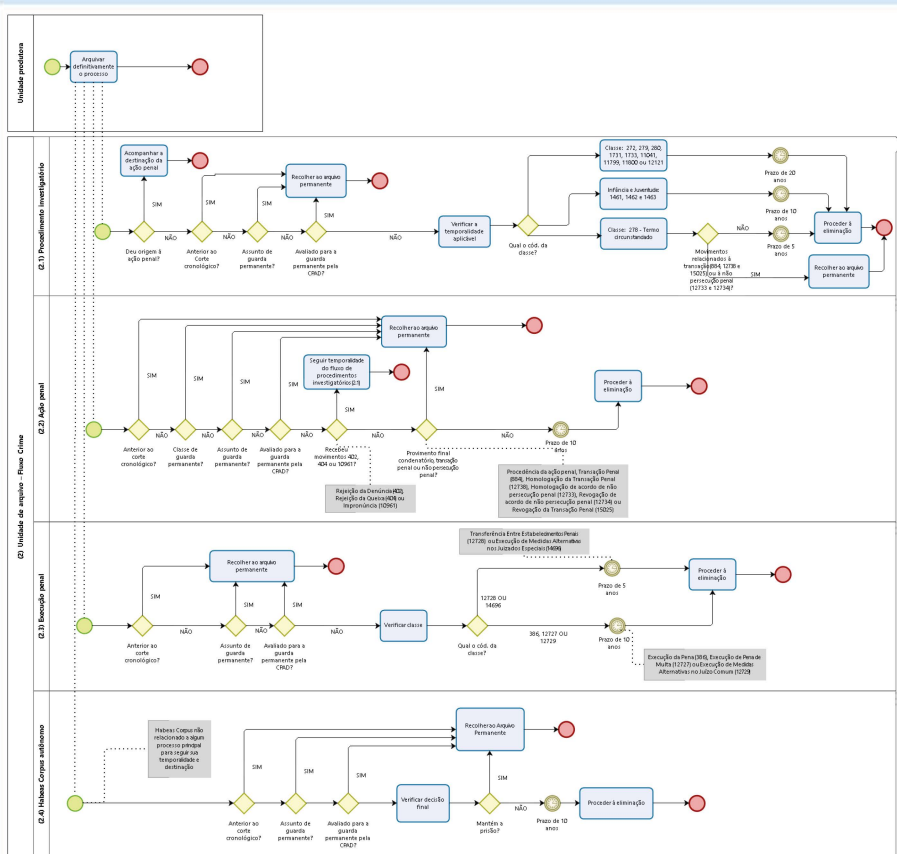 Unidade produtora
Arquivar
definitivamente
o processo
(2) Unidade de arquivo – Fluxo Crime
(2.1) Procedimento investigatório
Acompanhar a
destinação da
ação penal
SIM
Deu origem à
ação penal?
NÃO
SIM
Anterior ao
Corte
cronológico?
NÃO
SIM
Assunto de
guarda
permanente?
NÃO
Recolher ao arquivo
permanente
SIM
Avaliado para a
guarda
permanente pela
CPAD?
NÃO
Verificar a
temporalidade
aplicável
Qual o cód. da
classe?
Classe: 272, 279, 280,
1731, 1733, 11041,
11799, 11800 ou 12121
Prazo de 20
anos
Infância e Juventude:
1461, 1462 e 1463
Prazo de 10
anos
Classe: 278 - Termo
circunstanciado
Movimentos
relacionados à
transação(884, 12738 e
15025) ou à não
persecução penal
(12733 e 12734)?
NÃO
Prazo de 5
anos
SIM
Proceder à
eliminação
Recolher ao arquivo
permanente
(2.2) Ação penal
Recolher ao arquivo
permanente
Seguir temporalidade
do fluxo de
procedimentos
investigatórios (2.1)
SIM
SIM
SIM
SIM
SIM
SIM
Anterior ao
corte
cronológico?
NÃO
Classe de
guarda
permanente?
NÃO
Assunto de
guarda
permanente?
NÃO
Avaliado para a
guarda
permanente pela
CPAD?
NÃO
Recebeu
movimentos 402,
404 ou 10961?
NÃO
Provimento final
condenatório, transação
penal ou não persecução
penal?
NÃO
Prazo de 10
anos
Proceder à
eliminação
Rejeição da Denúncia (402),
Rejeição da Queixa (404) ou
Impronúncia (10961)
Procedência da ação penal, Transação Penal
(884), Homologação da Transação Penal
(12738), Homologação de acordo de não
persecução penal (12733), Revogação de
acordo de não persecução penal (12734) ou
Revogação da Transação Penal (15025)
(2.3) Execução penal
Recolher ao arquivo
permanente
SIM
SIM
SIM
Anterior ao
corte
cronológico?
NÃO
Assunto de
guarda
permanente?
NÃO
Avaliado para a
guarda
permanente pela
CPAD?
NÃO
Verificar classe
Qual o cód. da
classe?
12728 OU
14696
386, 12727 OU
12729
Transferência Entre Estabelecimentos Penais
(12728) ou Execução de Medidas Alternativas
nos Juizados Especiais (14696)
Prazo de 5
anos
Prazo de 10
anos
Proceder à
eliminação
Execução da Pena (386), Execução de Pena de
Multa (12727) ou Execução de Medidas
Alternativas no Juízo Comum (12729)
(2.4) Habeas Corpus autônomo
Habeas Corpus não
relacionado a algum
processo principal
para seguir sua
temporalidade e
destinação
Recolher ao Arquivo
Permanente
SIM
SIM
SIM
SIM
Anterior ao
corte
cronológico?
NÃO
Assunto de
guarda
permanente?
NÃO
Avaliado para a
guarda
permanente pela
CPAD?
Verificar decisão
final
Mantém a
prisão?
NÃO
Prazo de 10
anos
Proceder à eliminação